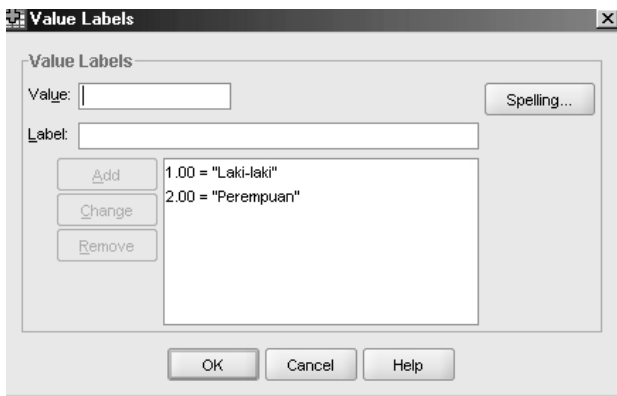 Value Labels
Value Labels
Value:
Spelling...
Label:
Add
1.00 = "Laki-laki"
Change
2.00 = "Perempuan"
Remove
OK Cancel Help